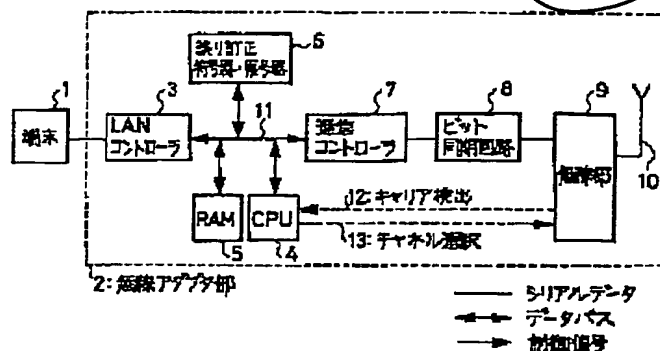 1
端末
2:無線アダプタ部
3
LAN
コントローラ
6
誤り訂正
符号器・復号器
11
7
通信
コントローラ
8
ビット
同期回路
9
無線部
10
12:キャリア検出
13:チャネル選択
RAM
5
CPU
4
シリアルデータ
データバス
制御信号